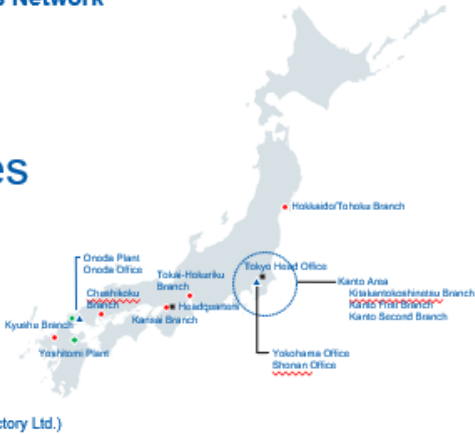 s Network
es
Hokkaido/Tohoku Branch
Onoda Plant
Onoda Office
Tokai-Hokuriku
Branch
Tokyo Head Office
Kanto Area
Kitakantokoshinetsu Branch
Kanto First Branch
Kanto Second Branch
Chushikoku
Branch
Headquarters
Kansai Branch
Kyushu Branch
Yoshitomi Plant
Yokohama Office
Shonan Office
ctory Ltd.)